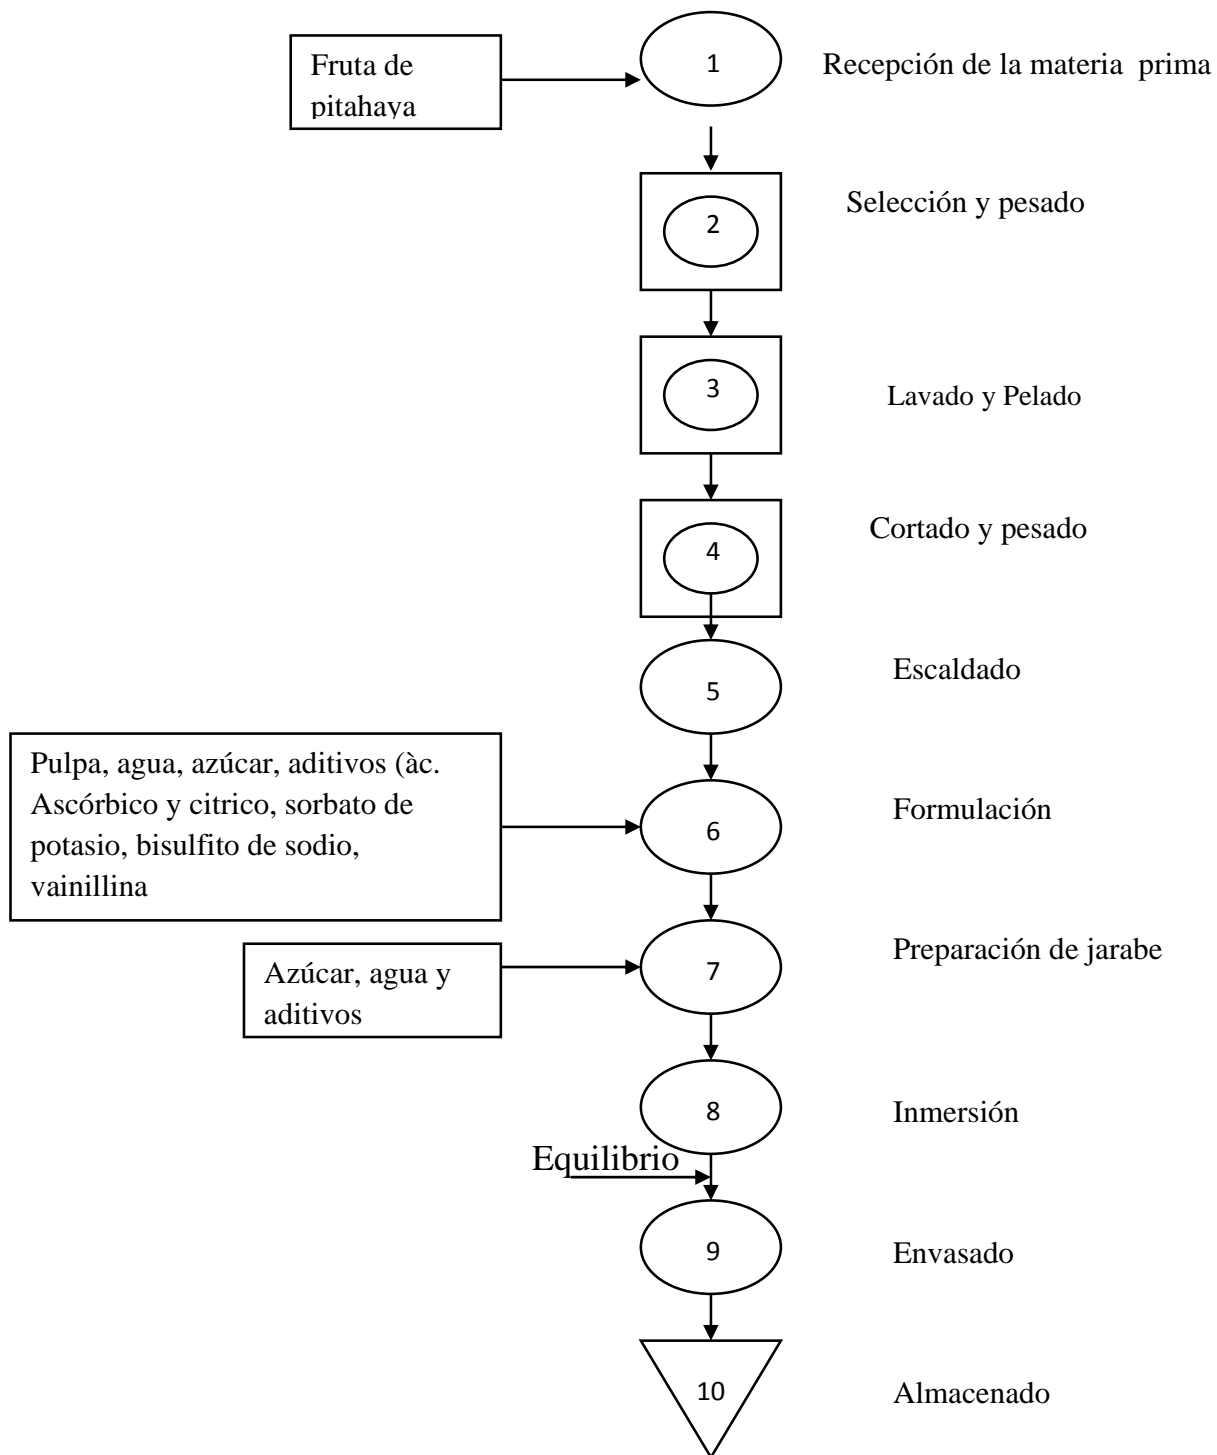 Fruta de
pitahaya
1
Recepción de la materia prima
2
Selección y pesado
3
Lavado y Pelado
4
Cortado y pesado
5
Escaldado
Pulpa, agua, azúcar, aditivos (àc.
Ascórbico y citrico, sorbato de
potasio, bisulfito de sodio,
vainillina
6
Formulación
Azúcar, agua y
aditivos
7
Preparación de jarabe
8
Inmersión
Equilibrio
9
Envasado
10
Almacenado